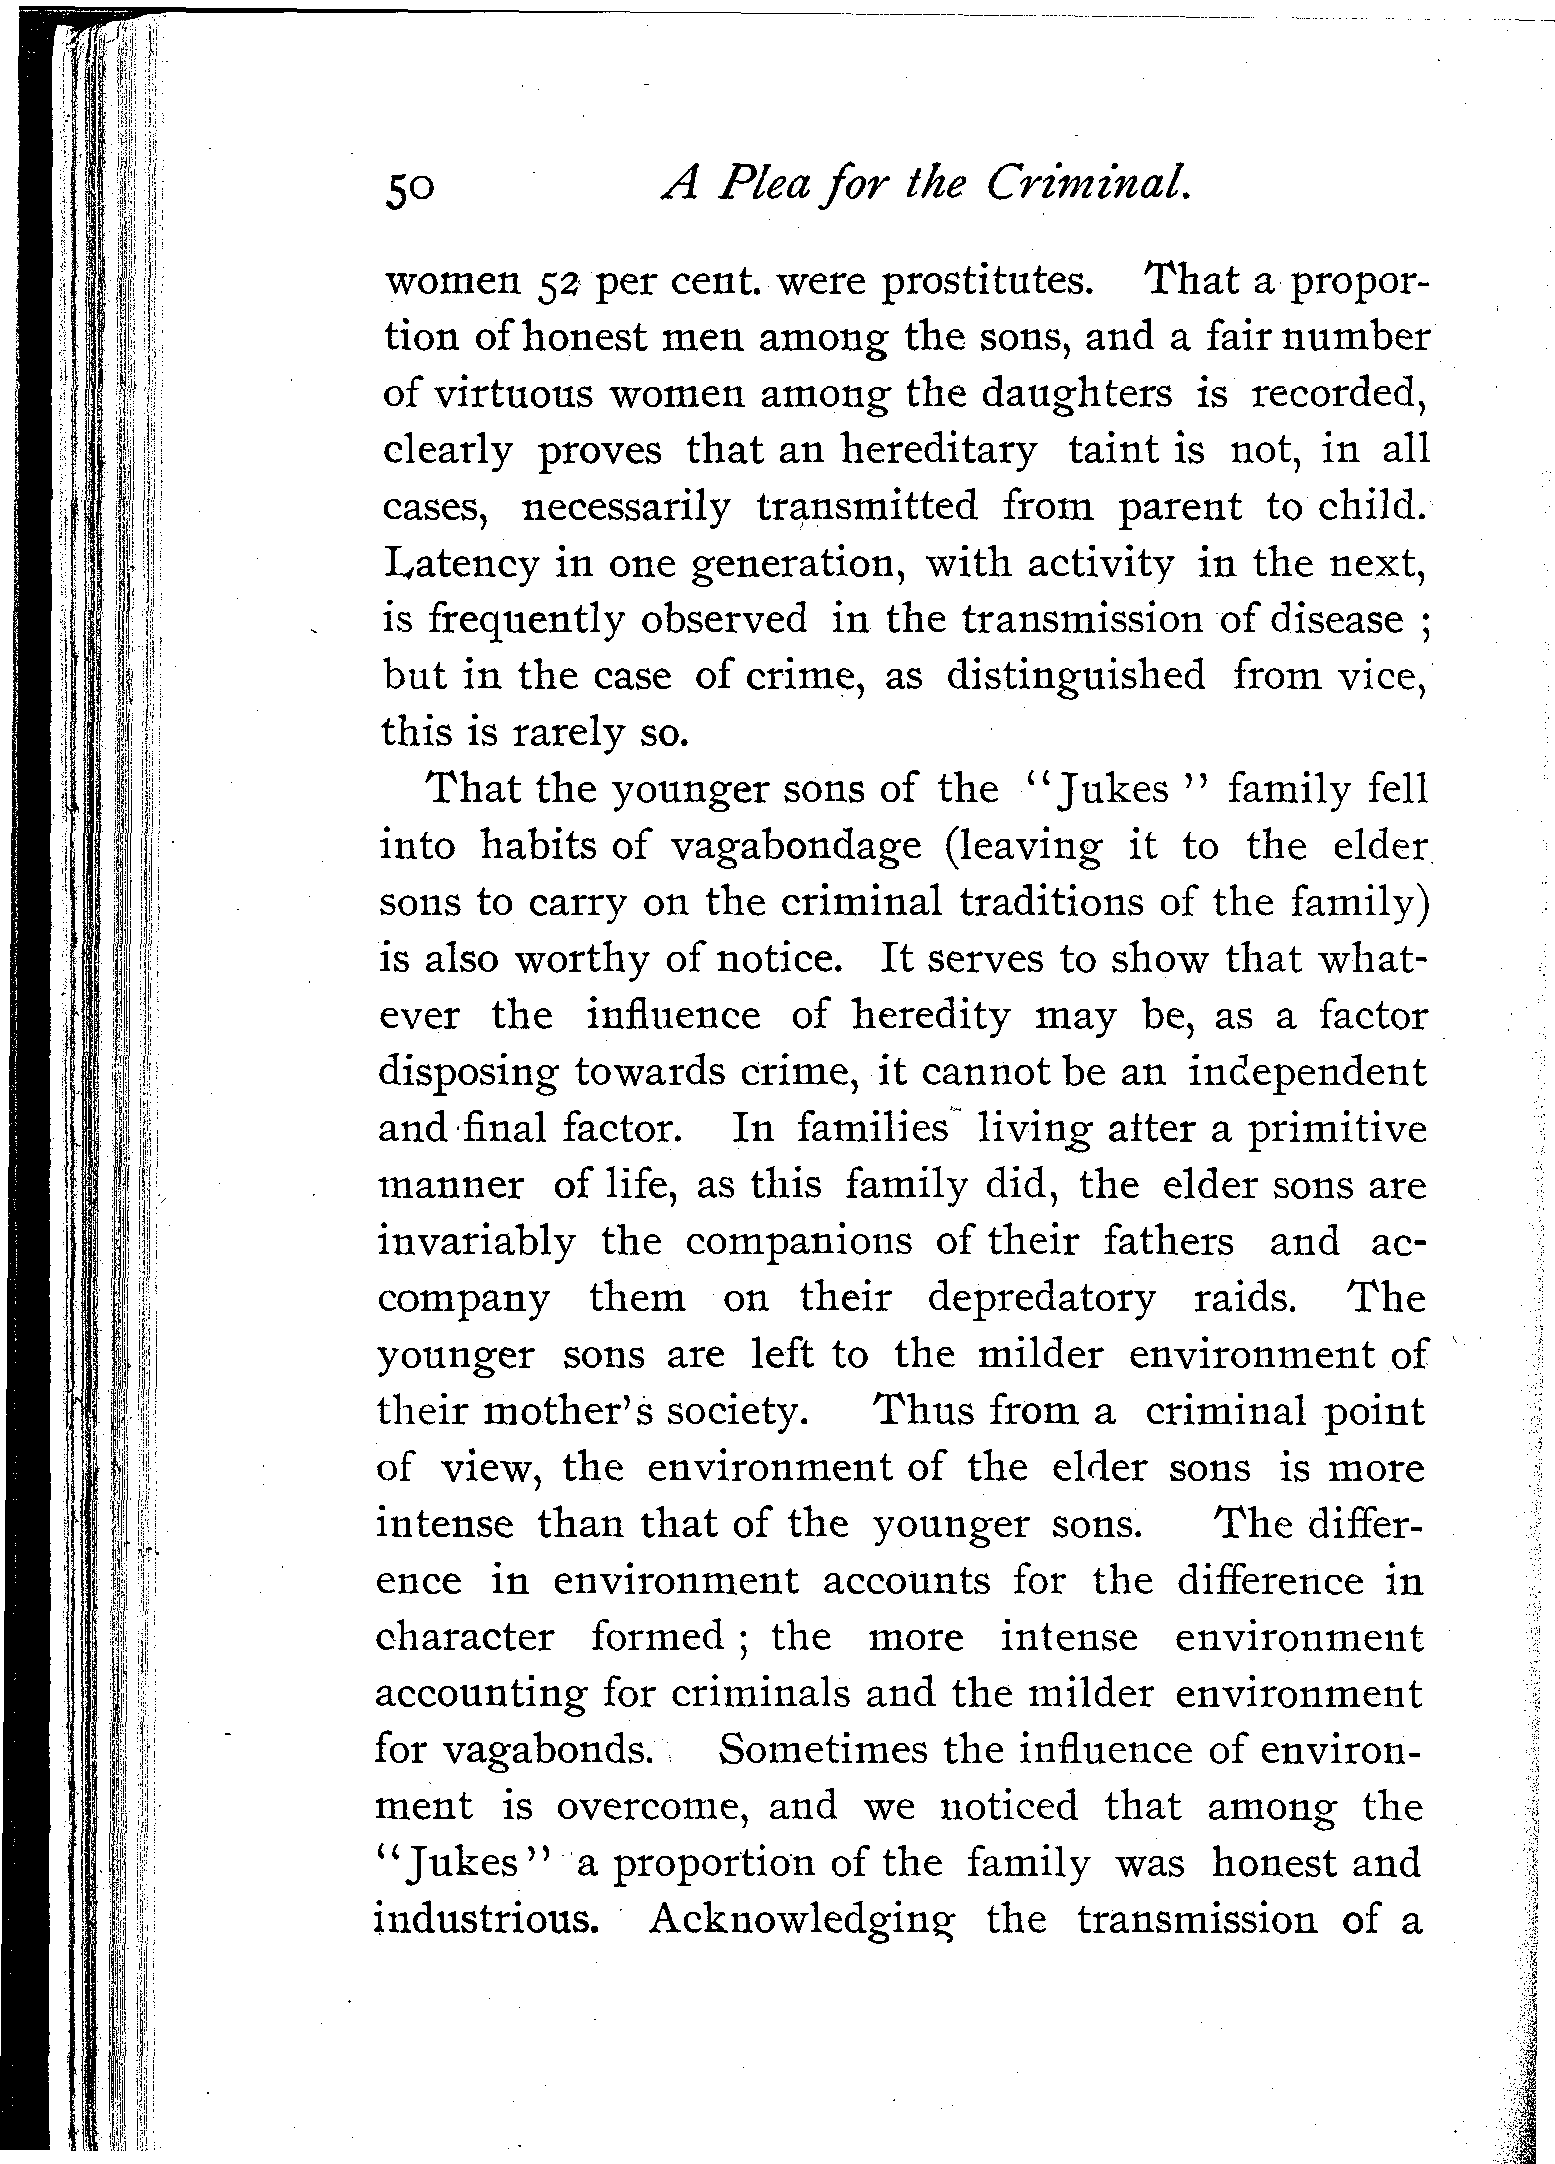 50 A Plea for the Criminal.
women 52 per cent. were prostitutes. That a propor-
tion of honest men among the sons, and a fair number
of virtuous women among the daughters is recorded,
clearly proves that an hereditary taint is not, in all
cases, necessarily transmitted from parent to child.
Latency in one generation, with activity in the next,
is frequently observed in the transmission of disease ;
but in the case of crime, as distinguished from vice,
this is rarely so.
That the younger sons of the "Jukes" family fell
into habits of vagabondage (leaving it to the elder
sons to carry on the criminal traditions of the family)
is also worthy of notice. It serves to show that what-
ever the influence of heredity may be, as a factor
disposing towards crime, it cannot be an independent
and final factor. In families living after a primitive
manner of life, as this family did, the elder sons are
invariably the companions of their fathers and ac-
company them on their depredatory raids. The
younger sons are left to the milder environment of
their mother's society. Thus from a criminal point
of view, the environment of the elder sons is more
intense than that of the younger sons. The differ-
ence in environment accounts for the difference in
character formed ; the more intense environment
accounting for criminals and the milder environment
for vagabonds. Sometimes the influence of environ-
ment is overcome, and we noticed that among the
"Jukes" a proportion of the family was honest and
industrious. Acknowledging the transmission of a